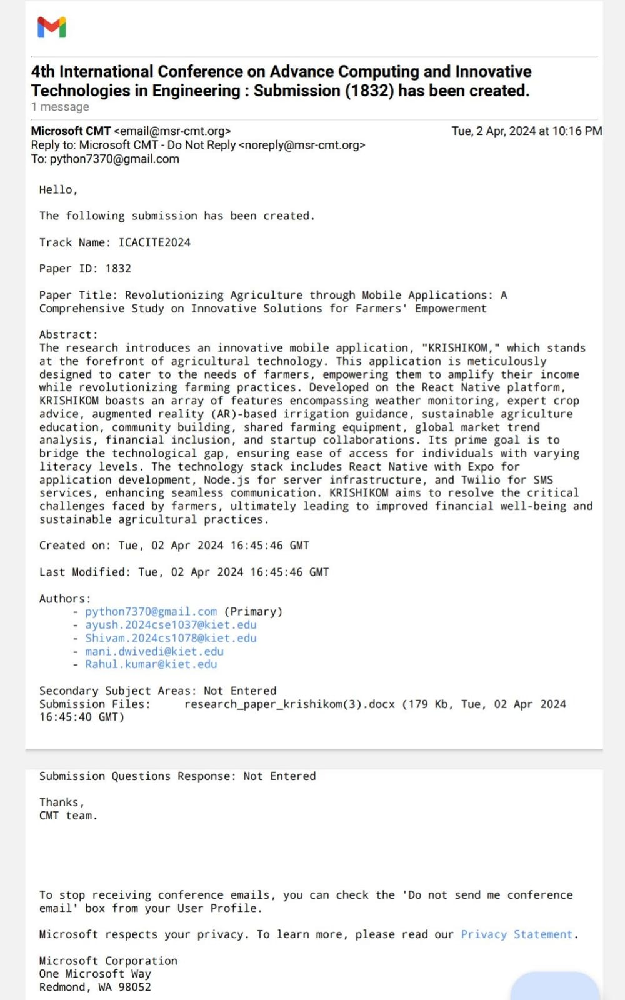 4th International Conference on Advance Computing and Innovative
Technologies in Engineering : Submission (1832) has been created.
1 message
Microsoft CMT <email@msr-cmt.org> Tue, 2 Apr, 2024 at 10:16 PM
Reply to: Microsoft CMT - Do Not Reply <noreply@msr-cmt.org>
To: python7370@gmail.com
Hello,
The following submission has been created.
Track Name: ICACITE2024
Paper ID: 1832
Paper Title: Revolutionizing Agriculture through Mobile Applications: A
Comprehensive Study on Innovative Solutions for Farmers' Empowerment
Abstract:
The research introduces an innovative mobile application, "KRISHIKOM," which stands
at the forefront of agricultural technology. This application is meticulously
designed to cater to the needs of farmers, empowering them to amplify their income
while revolutionizing farming practices. Developed on the React Native platform,
KRISHIKOM boasts an array of features encompassing weather monitoring, expert crop
advice, augmented reality (AR)-based irrigation guidance, sustainable agriculture
education, community building, shared farming equipment, global market trend
analysis, financial inclusion, and startup collaborations. Its prime goal is to
bridge the technological gap, ensuring ease of access for individuals with varying
literacy levels. The technology stack includes React Native with Expo for
application development, Node.js for server infrastructure, and Twilio for SMS
services, enhancing seamless communication. KRISHIKOM aims to resolve the critical
challenges faced by farmers, ultimately leading to improved financial well-being and
sustainable agricultural practices.
Created on: Tue, 02 Apr 2024 16:45:46 GMT
Last Modified: Tue, 02 Apr 2024 16:45:46 GMT
Authors:
- python7370@gmail.com (Primary)
- ayush.2024cse1037@kiet.edu
- Shivam.2024cs1078@kiet.edu
- mani.dwivedi@kiet.edu
- Rahul.kumar@kiet.edu
Secondary Subject Areas: Not Entered
Submission Files: research_paper_krishikom(3).docx (179 Kb, Tue, 02 Apr 2024
16:45:40 GMT)
Submission Questions Response: Not Entered
Thanks,
CMT team.
To stop receiving conference emails, you can check the 'Do not send me conference
email' box from your User Profile.
Microsoft respects your privacy. To learn more, please read our Privacy Statement.
Microsoft Corporation
One Microsoft Way
Redmond, WA 98052